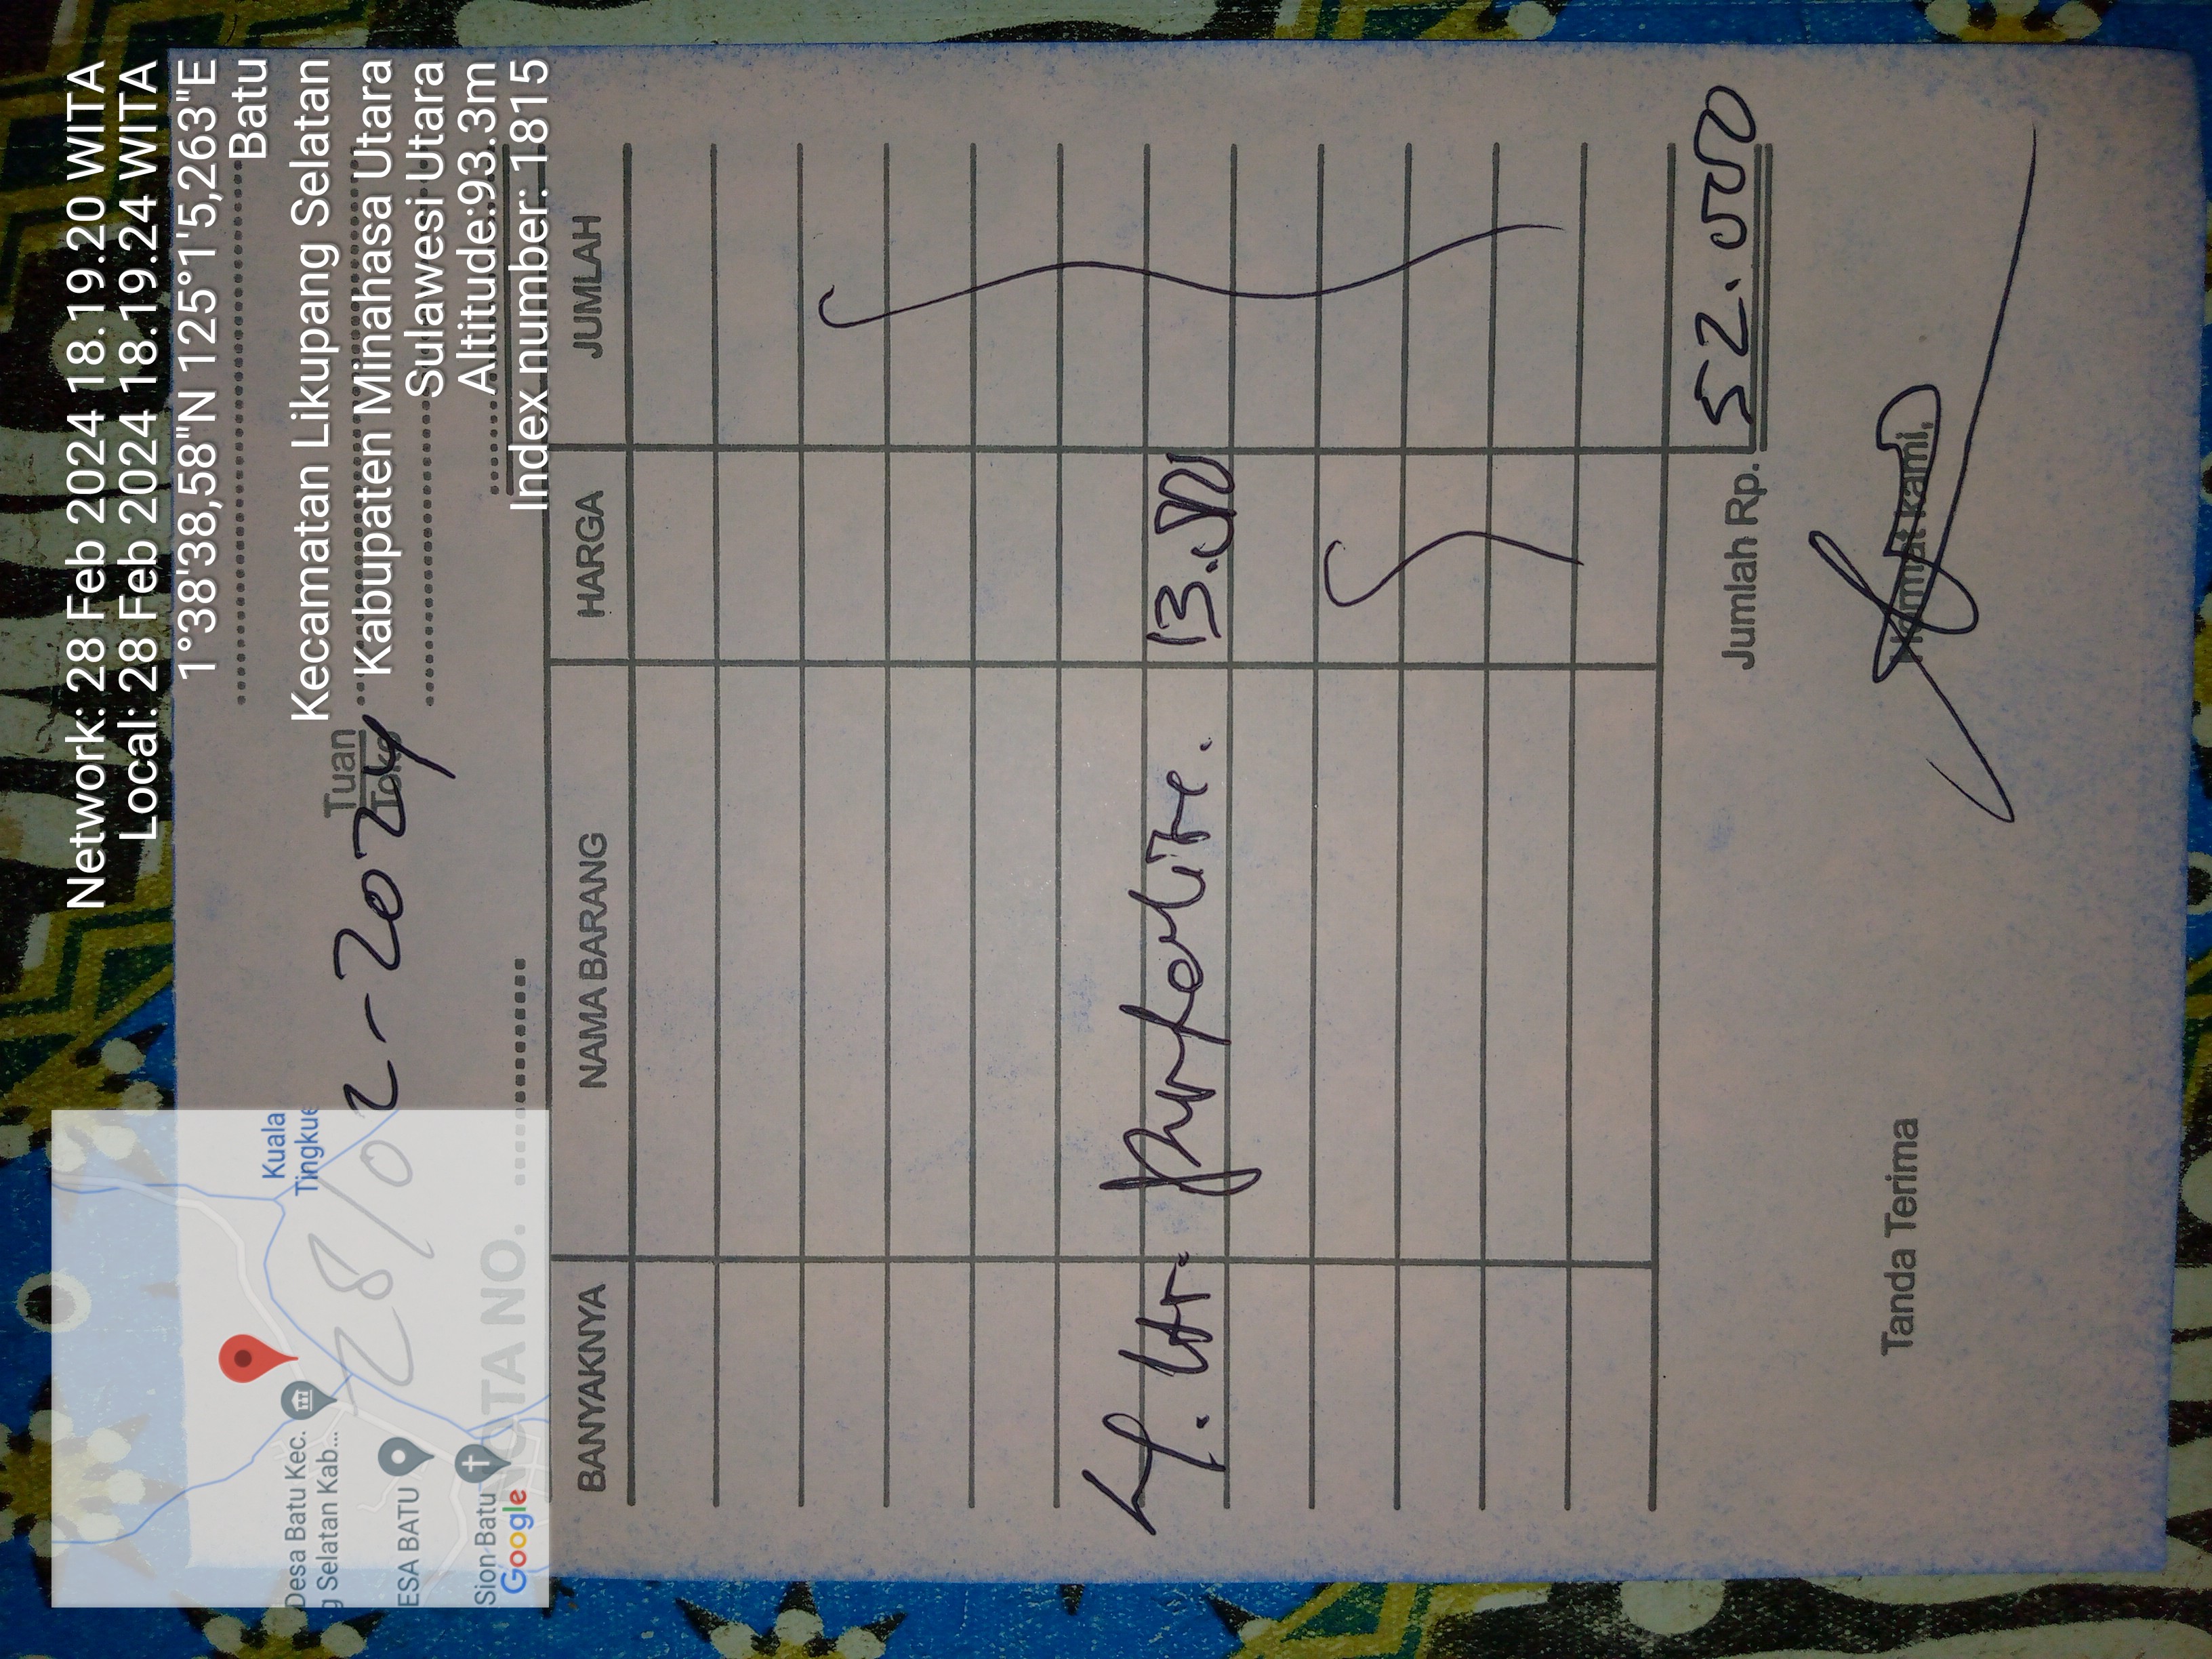 Network: 28 Feb 2024 18.19.20 WITA
Local: 28 Feb 2024 18.19.24 WITA
1°38'38,58"N 125°1'5,263"E
Batu
Kecamatan Likupang Selatan
Kabupaten Minahasa Utara
Sulawesi Utara
Altitude:93.3m
Index number: 1815
Kuala
Tingkue
Desa Batu Kec.
g Selatan Kab...
ESA BATU
Sion Batu
Google
28/02-2024
Tuan
Toko
NOTA NO.
BANYAKNYA NAMA BARANG HARGA JUMLAH
4. Ltr. 13.000
Jumlah Rp. 52.000
Tanda Terima Hormat kami,